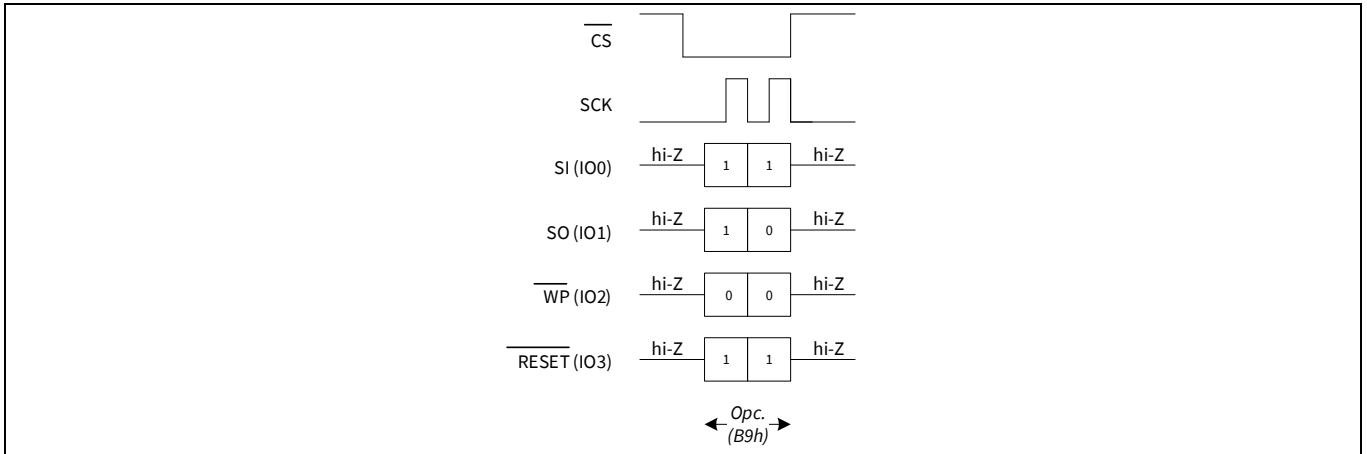 CS
SCK
hi-Z 1 1 hi-Z
SI (IO0)
hi-Z 1 0 hi-Z
SO (IO1)
hi-Z 0 0 hi-Z
WP (IO2)
hi-Z 1 1 hi-Z
RESET (IO3)
Opc.
(B9h)